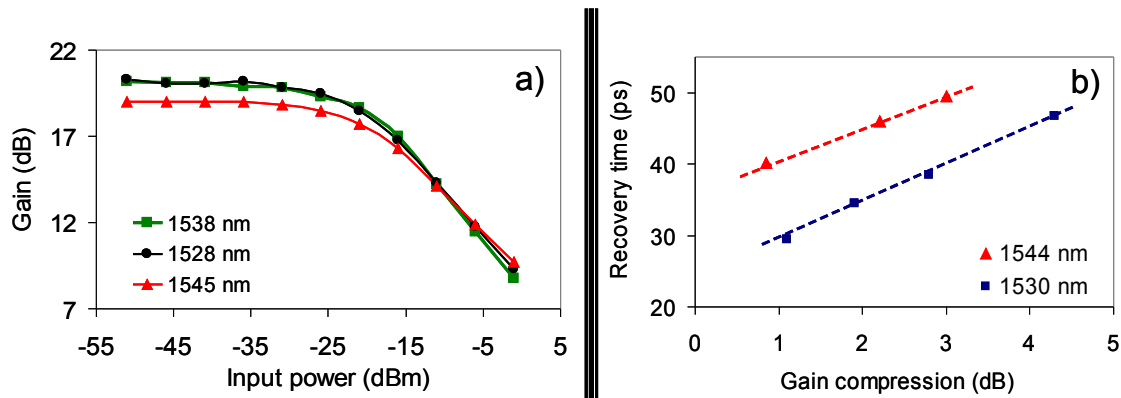 a)
22
17
12
7
Gain (dB)
1538 nm
1528 nm
1545 nm
-55 -45 -35 -25 -15 -5 5
Input power (dBm)
b)
50
40
30
20
Recovery time (ps)
1544 nm
1530 nm
0 1 2 3 4 5
Gain compression (dB)